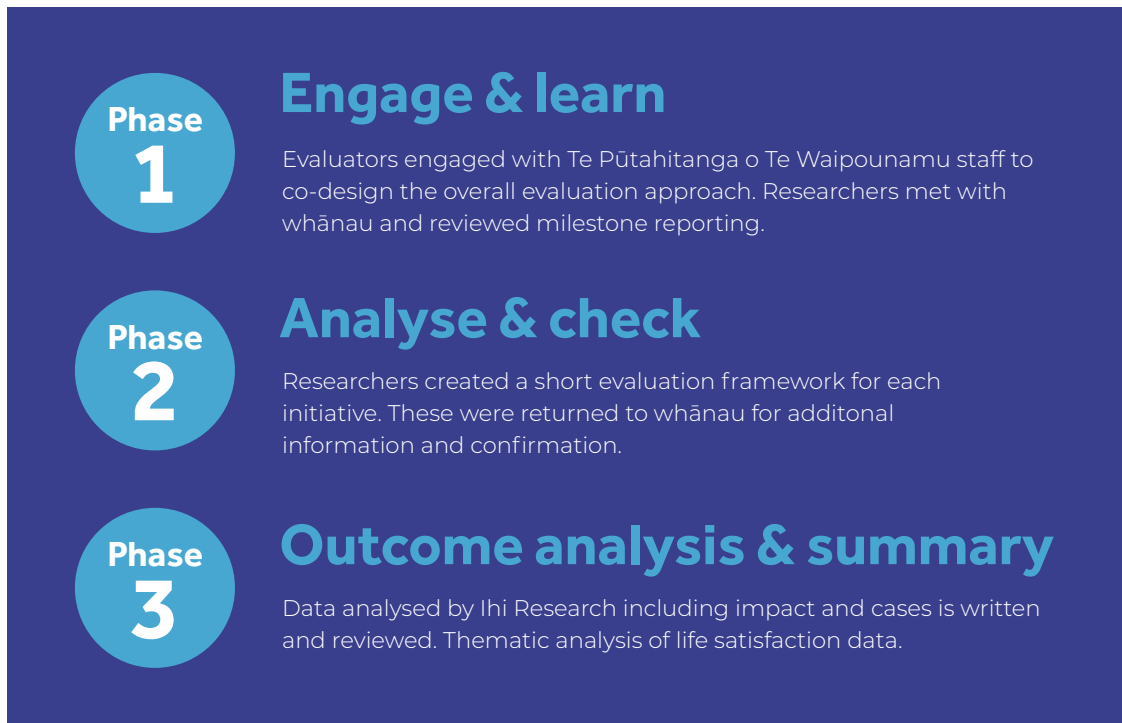 Phase
1
Engage & learn
Evaluators engaged with Te Pūtahitanga o Te Waipounamu staff to
co-design the overall evaluation approach. Researchers met with
whānau and reviewed milestone reporting.
Phase
2
Analyse & check
Researchers created a short evaluation framework for each
initiative. These were returned to whānau for additonal
information and confirmation.
Phase
3
Outcome analysis & summary
Data analysed by Ihi Research including impact and cases is written
and reviewed. Thematic analysis of life satisfaction data.